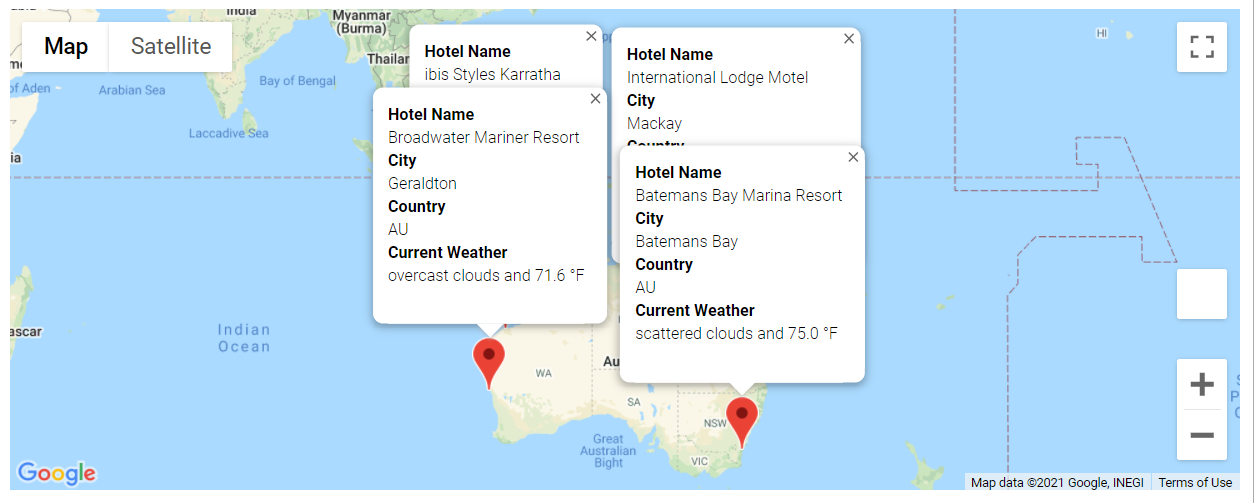 Map
Satellite
India
Myanmar
(Burma)
Thailan
of Aden
Arabian Sea
Bay of Bengal
Laccadive Sea
HI
ascar
Indian
Ocean
Hotel Name
ibis Styles Karratha
Hotel Name
Broadwater Mariner Resort
City
Geraldton
Country
AU
Current Weather
overcast clouds and 71.6 °F
Hotel Name
International Lodge Motel
City
Mackay
Country
Hotel Name
Batemans Bay Marina Resort
City
Batemans Bay
Country
AU
Current Weather
scattered clouds and 75.0 °F
WA
Au
SA
NSW
VIC
Great
Australian
Bight
Google
Map data ©2021 Google, INEGI
Terms of Use